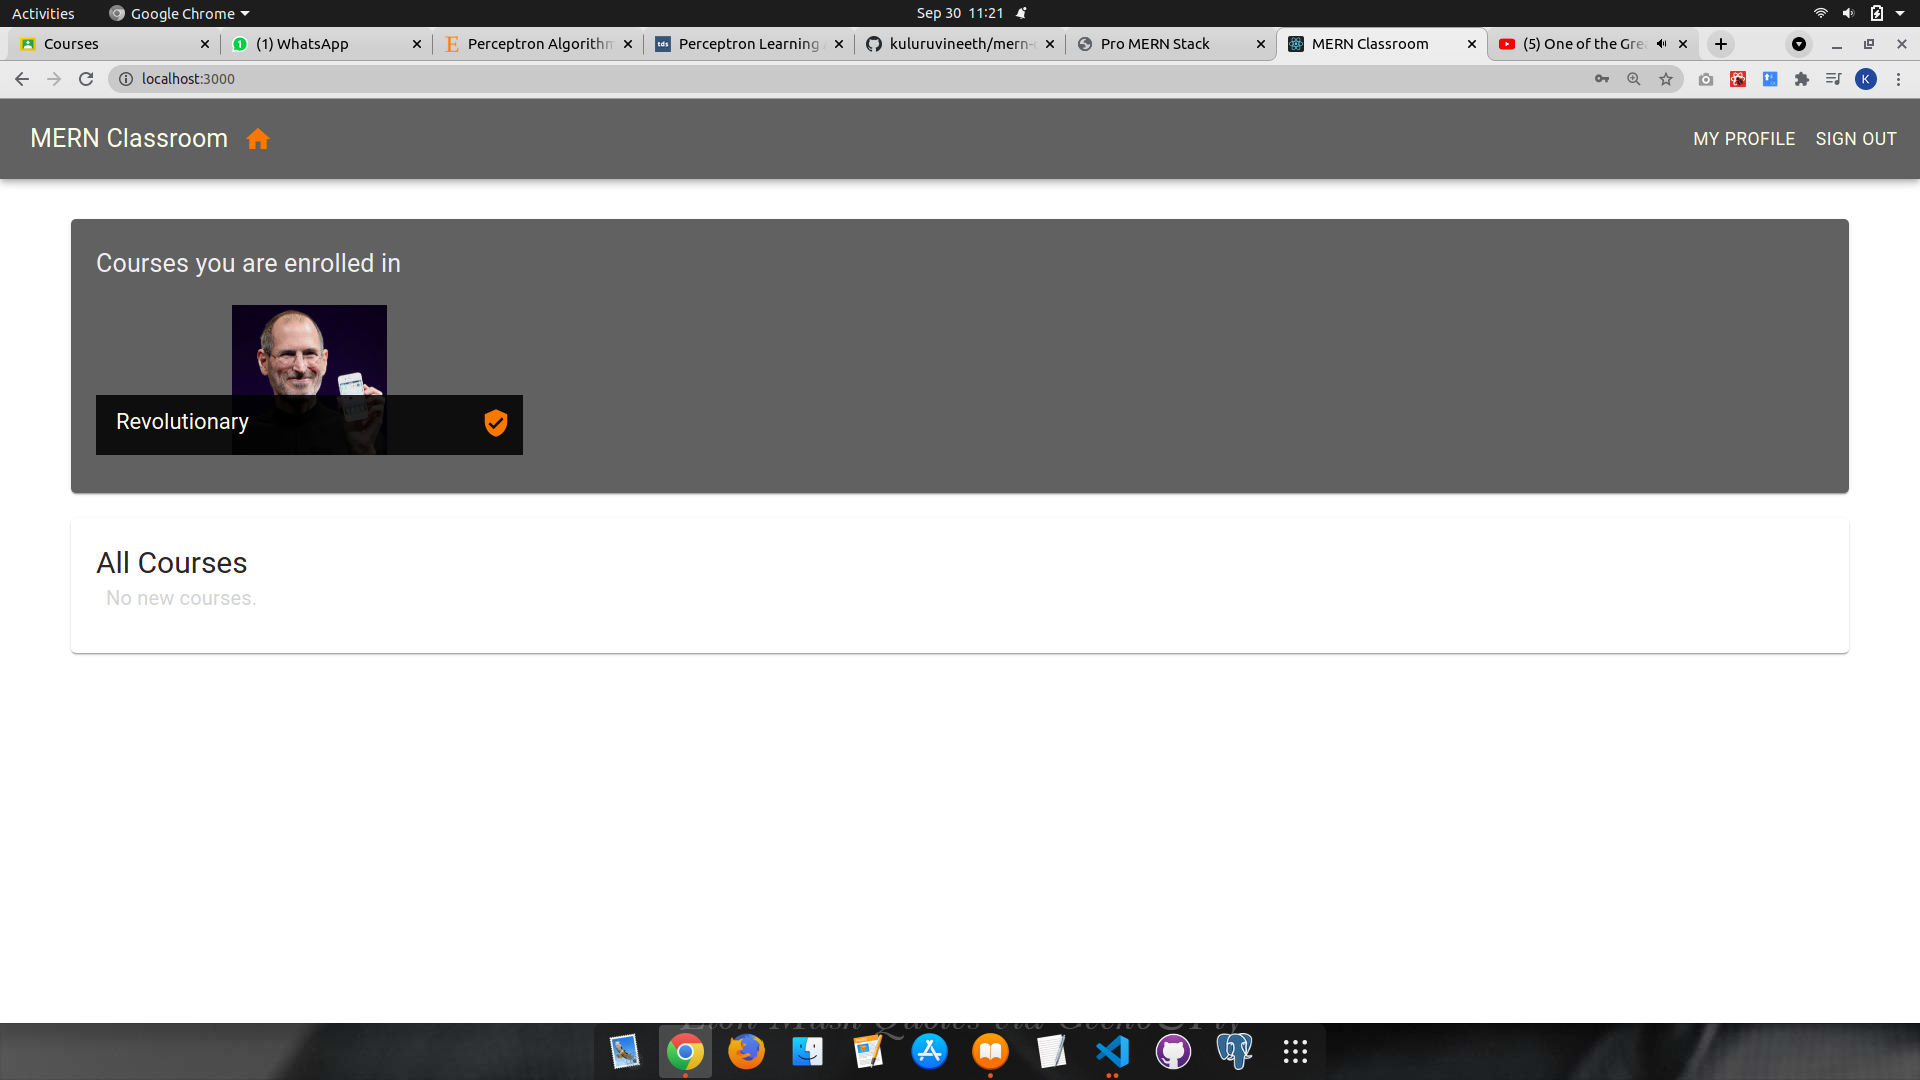 Activities
Google Chrome
Sep 30 11:21
Courses
(1) WhatsApp
Perceptron Algorithm
Perceptron Learning
kuluruvineeth/mern-
Pro MERN Stack
MERN Classroom
(5) One of the Gre
localhost:3000
K
MERN Classroom
MY PROFILE
SIGN OUT
Courses you are enrolled in
Revolutionary
All Courses
No new courses.